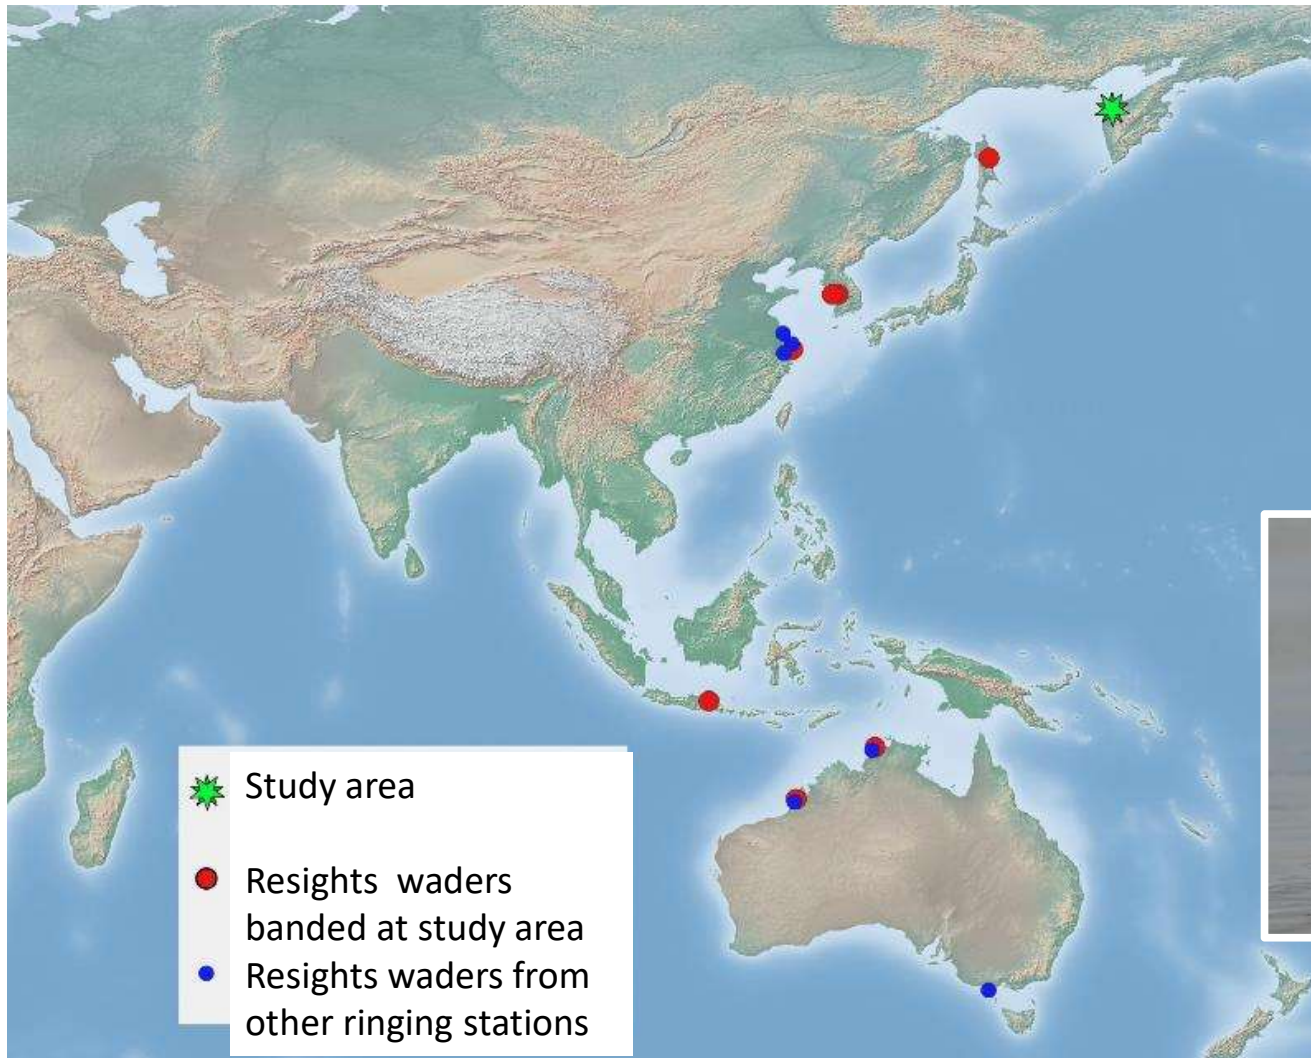 Study area
Resights  waders
banded at study area
Resights waders from
other ringing stations